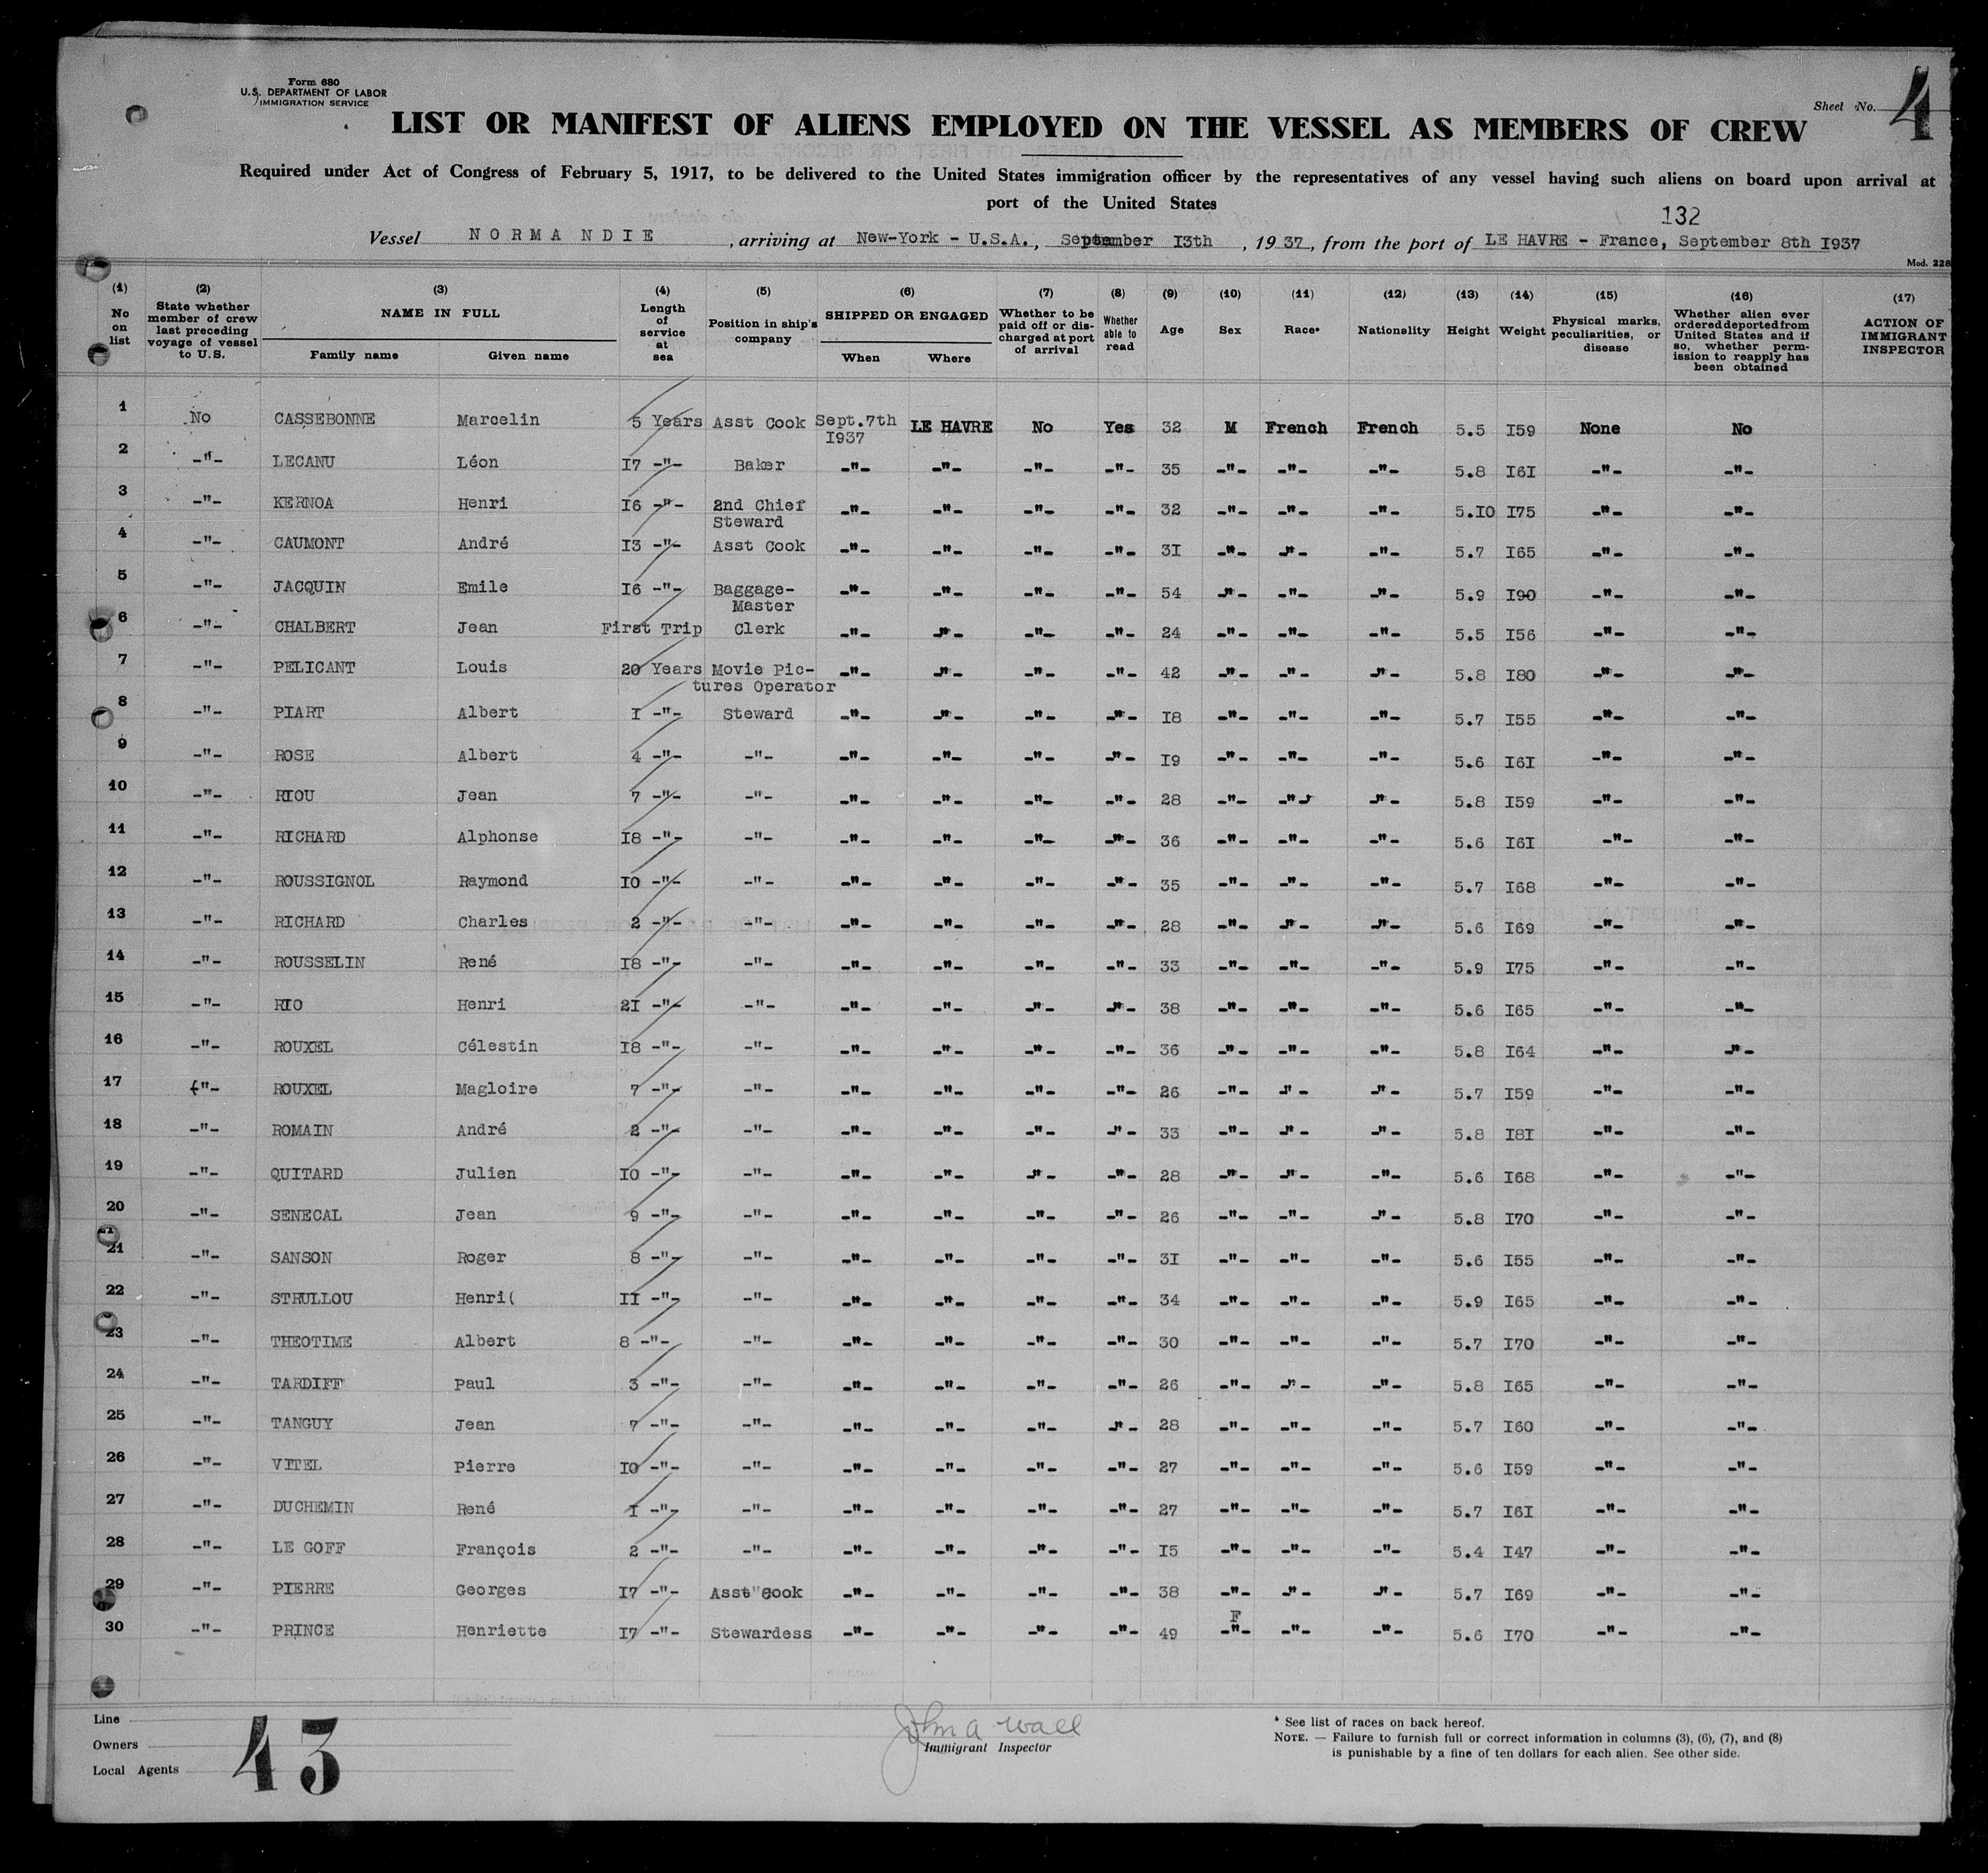 Form 680
U.S. DEPARTMENT OF LABOR
IMMIGRATION SERVICE
Sheet No. 4
LIST OR MANIFEST OF ALIENS EMPLOYED ON THE VESSEL AS MEMBERS OF CREW
Required under Act of Congress of February 5, 1917, to be delivered to the United States immigration officer by the representatives of any vessel having such aliens on board upon arrival at
port of the United States
132
Vessel NORMANDIE, arriving at New-York - U.S.A., September I3th, 1937, from the port of LE HAVRE - France, September 8th I937
Mod. 228
(1) (2) (3) (4) (5) (6) (7) (8) (9) (10) (11) (12) (13) (14) (15) (16) (17)
No on list
State whether member of crew last preceding voyage of vessel to U.S.
NAME IN FULL
Family name Given name
Length of service at sea
Position in ship's company
SHIPPED OR ENGAGED
When Where
Whether to be paid off or discharged at port of arrival
Whether able to read
Age
Sex
Race*
Nationality
Height
Weight
Physical marks, peculiarities, or disease
Whether alien ever ordered deported from United States and if so, whether permission to reapply has been obtained
ACTION OF IMMIGRANT INSPECTOR
1 No CASSEBONNE Marcelin 5 Years Asst Cook Sept.7th I937 LE HAVRE No Yes 32 M French French 5.5 I59 None No
2 -"- LECANU Léon I7 -"- Baker -"- -"- -"- -"- 35 -"- -"- -"- 5.8 I6I -"- -"-
3 -"- KERNOA Henri I6 -"- 2nd Chief Steward -"- -"- -"- -"- 32 -"- -"- -"- 5.I0 I75 -"- -"-
4 -"- CAUMONT André I3 -"- Asst Cook -"- -"- -"- -"- 3I -"- -"- -"- 5.7 I65 -"- -"-
5 -"- JACQUIN Emile I6 -"- Baggage-Master -"- -"- -"- -"- 54 -"- -"- -"- 5.9 I90 -"- -"-
6 -"- CHALBERT Jean First Trip Clerk -"- -"- -"- -"- 24 -"- -"- -"- 5.5 I56 -"- -"-
7 -"- PELICANT Louis 20 Years Movie Pictures Operator -"- -"- -"- -"- 42 -"- -"- -"- 5.8 I80 -"- -"-
8 -"- PIART Albert I -"- Steward -"- -"- -"- -"- I8 -"- -"- -"- 5.7 I55 -"- -"-
9 -"- ROSE Albert 4 -"- -"- -"- -"- -"- -"- I9 -"- -"- -"- 5.6 I6I -"- -"-
10 -"- RIOU Jean 7 -"- -"- -"- -"- -"- -"- 28 -"- -"- -"- 5.8 I59 -"- -"-
11 -"- RICHARD Alphonse I8 -"- -"- -"- -"- -"- -"- 36 -"- -"- -"- 5.6 I6I -"- -"-
12 -"- ROUSSIGNOL Raymond I0 -"- -"- -"- -"- -"- -"- 35 -"- -"- -"- 5.7 I68 -"- -"-
13 -"- RICHARD Charles 2 -"- -"- -"- -"- -"- -"- 28 -"- -"- -"- 5.6 I69 -"- -"-
14 -"- ROUSSELIN René I8 -"- -"- -"- -"- -"- -"- 33 -"- -"- -"- 5.9 I75 -"- -"-
15 -"- RIO Henri 2I -"- -"- -"- -"- -"- -"- 38 -"- -"- -"- 5.6 I65 -"- -"-
16 -"- ROUXEL Célestin I8 -"- -"- -"- -"- -"- -"- 36 -"- -"- -"- 5.8 I64 -"- -"-
17 -"- ROUXEL Magloire 7 -"- -"- -"- -"- -"- -"- 26 -"- -"- -"- 5.7 I59 -"- -"-
18 -"- ROMAIN André 2 -"- -"- -"- -"- -"- -"- 33 -"- -"- -"- 5.8 I8I -"- -"-
19 -"- QUITARD Julien I0 -"- -"- -"- -"- -"- -"- 28 -"- -"- -"- 5.6 I68 -"- -"-
20 -"- SENECAL Jean 9 -"- -"- -"- -"- -"- -"- 26 -"- -"- -"- 5.8 I70 -"- -"-
21 -"- SANSON Roger 8 -"- -"- -"- -"- -"- -"- 3I -"- -"- -"- 5.6 I55 -"- -"-
22 -"- STRULLOU Henri( II -"- -"- -"- -"- -"- -"- 34 -"- -"- -"- 5.9 I65 -"- -"-
23 -"- THEOTIME Albert 8 -"- -"- -"- -"- -"- -"- 30 -"- -"- -"- 5.7 I70 -"- -"-
24 -"- TARDIFF Paul 3 -"- -"- -"- -"- -"- -"- 26 -"- -"- -"- 5.8 I65 -"- -"-
25 -"- TANGUY Jean 7 -"- -"- -"- -"- -"- -"- 28 -"- -"- -"- 5.7 I60 -"- -"-
26 -"- VITEL Pierre I0 -"- -"- -"- -"- -"- -"- 27 -"- -"- -"- 5.6 I59 -"- -"-
27 -"- DUCHEMIN René I -"- -"- -"- -"- -"- -"- 27 -"- -"- -"- 5.7 I6I -"- -"-
28 -"- LE GOFF François 2 -"- -"- -"- -"- -"- -"- I5 -"- -"- -"- 5.4 I47 -"- -"-
29 -"- PIERRE Georges I7 -"- Asst Cook -"- -"- -"- -"- 38 -"- -"- -"- 5.7 I69 -"- -"-
30 -"- PRINCE Henriette I7 -"- Stewardess -"- -"- -"- -"- 49 F -"- -"- -"- 5.6 I70 -"- -"-
Line
Owners
Local Agents
43
John A Wall
Immigrant Inspector
* See list of races on back hereof.
NOTE. — Failure to furnish full or correct information in columns (3), (6), (7), and (8)
is punishable by a fine of ten dollars for each alien. See other side.